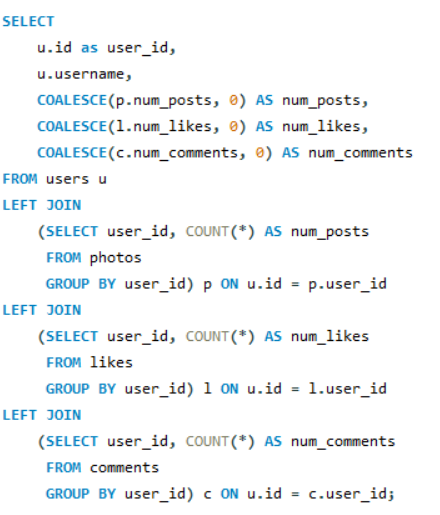 SELECT
u.id as user_id,
u.username,
COALESCE(p.num_posts, 0) AS num_posts,
COALESCE(l.num_likes, 0) AS num_likes,
COALESCE(c.num_comments, 0) AS num_comments
FROM users u
LEFT JOIN
(SELECT user_id, COUNT(*) AS num_posts
FROM photos
GROUP BY user_id) p ON u.id = p.user_id
LEFT JOIN
(SELECT user_id, COUNT(*) AS num_likes
FROM likes
GROUP BY user_id) l ON u.id = l.user_id
LEFT JOIN
(SELECT user_id, COUNT(*) AS num_comments
FROM comments
GROUP BY user_id) c ON u.id = c.user_id;